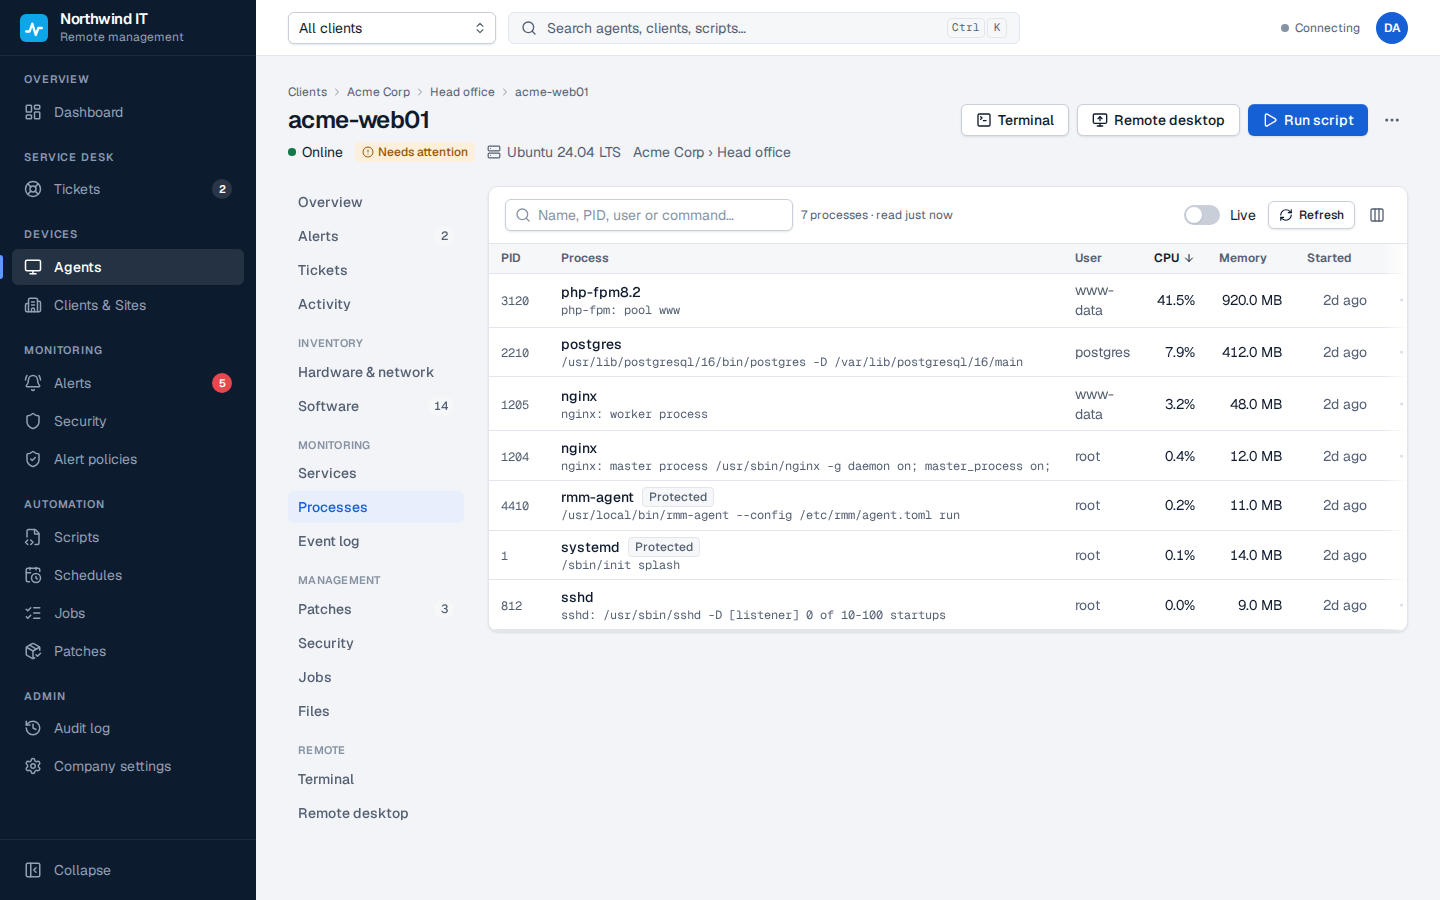 Northwind IT
Remote management
OVERVIEW
Dashboard
SERVICE DESK
Tickets 2
DEVICES
Agents
Clients & Sites
MONITORING
Alerts 5
Security
Alert policies
AUTOMATION
Scripts
Schedules
Jobs
Patches
ADMIN
Audit log
Company settings
Collapse
All clients
Search agents, clients, scripts... Ctrl K
Connecting DA
Clients > Acme Corp > Head office > acme-web01
acme-web01
Terminal Remote desktop Run script
Online Needs attention Ubuntu 24.04 LTS Acme Corp › Head office
Overview
Alerts 2
Tickets
Activity
INVENTORY
Hardware & network
Software 14
MONITORING
Services
Processes
Event log
MANAGEMENT
Patches 3
Security
Jobs
Files
REMOTE
Terminal
Remote desktop
Name, PID, user or command... 7 processes · read just now Live Refresh
PID Process User CPU ↓ Memory Started
3120 php-fpm8.2 www-data 41.5% 920.0 MB 2d ago
php-fpm: pool www
2210 postgres postgres 7.9% 412.0 MB 2d ago
/usr/lib/postgresql/16/bin/postgres -D /var/lib/postgresql/16/main
1205 nginx www-data 3.2% 48.0 MB 2d ago
nginx: worker process
1204 nginx root 0.4% 12.0 MB 2d ago
nginx: master process /usr/sbin/nginx -g daemon on; master_process on;
4410 rmm-agent Protected root 0.2% 11.0 MB 2d ago
/usr/local/bin/rmm-agent --config /etc/rmm/agent.toml run
1 systemd Protected root 0.1% 14.0 MB 2d ago
/sbin/init splash
812 sshd root 0.0% 9.0 MB 2d ago
sshd: /usr/sbin/sshd -D [listener] 0 of 10-100 startups